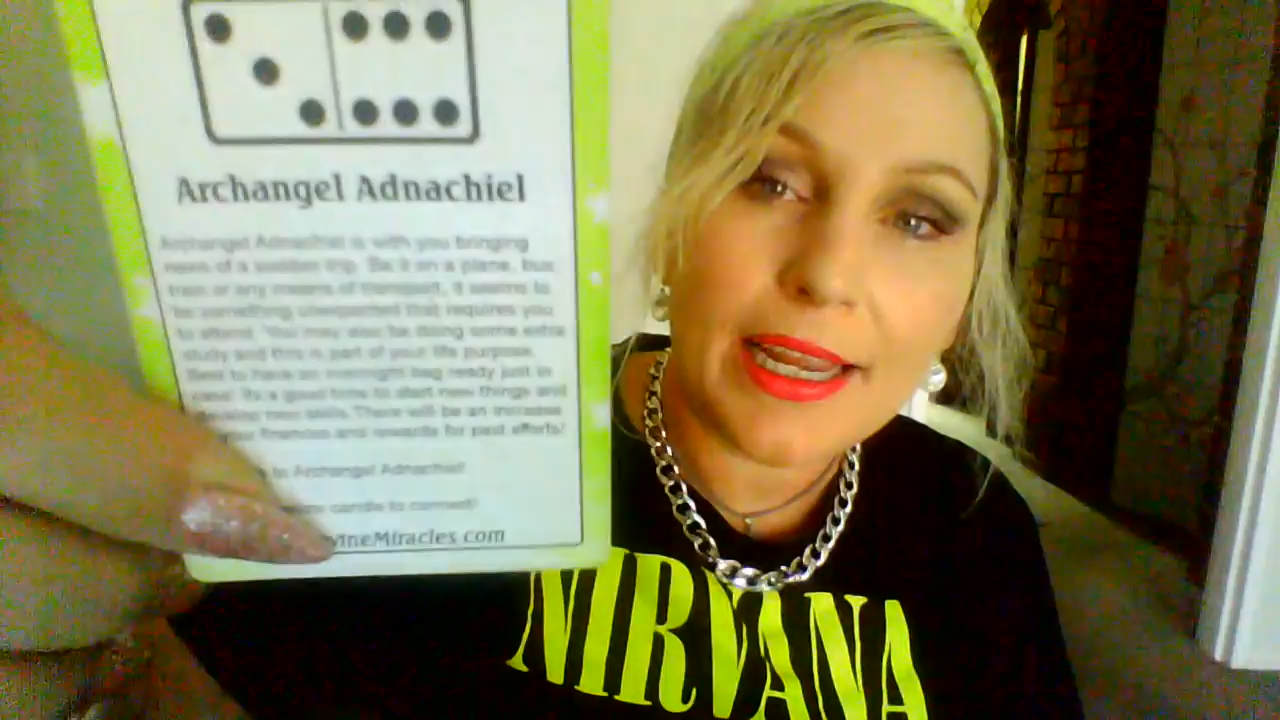 Archangel Adnachiel
Archangel Adnachiel is with you bringing
news of a sudden trip. Be it on a plane, bus
train or any means of transport, it seems to
be something unexpected that requires you
to attend. You may also be doing some extra
study and this is part of your life purpose.
Best to have an overnight bag ready just in
case! Its a good time to start new things and
new skills. There will be an increase
your finances and rewards for past efforts!
to Archangel Adnachiel!
candle to connect!
vineMiracles.com
NIRVANA